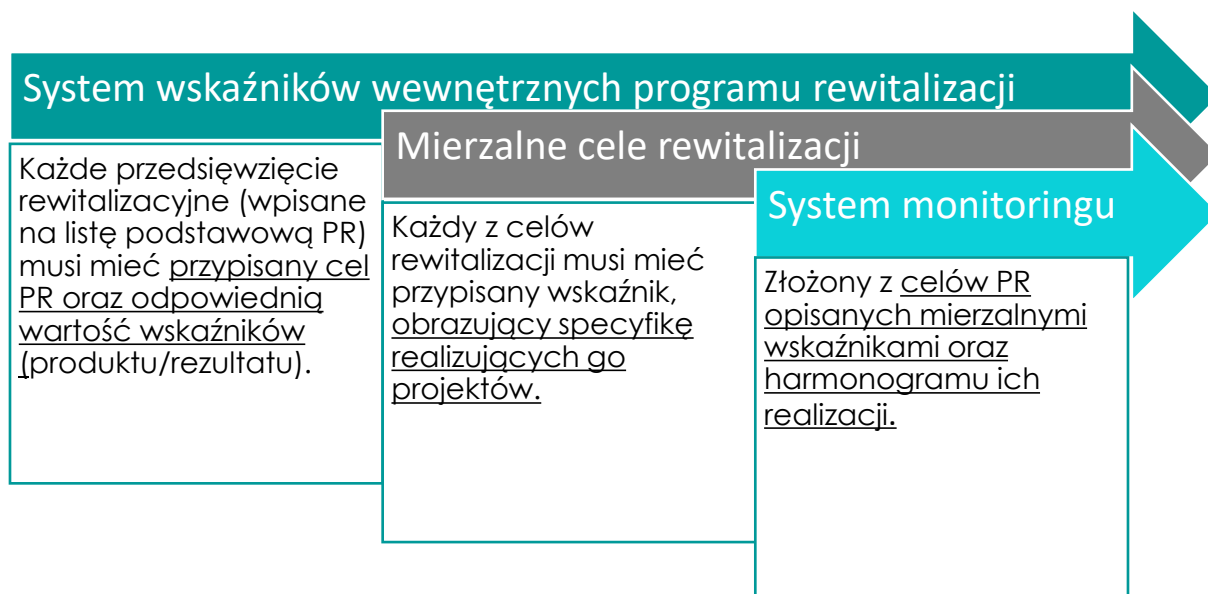 System wskaźników wewnętrznych programu rewitalizacji
Każde przedsięwzięcie
rewitalizacyjne (wpisane
na listę podstawową PR)
musi mieć przypisany cel
PR oraz odpowiednią
wartość wskaźników
(produktu/rezultatu).
Mierzalne cele rewitalizacji
Każdy z celów
rewitalizacji musi mieć
przypisany wskaźnik,
obrazujący specyfikę
realizujących go
projektów.
System monitoringu
Złożony z celów PR
opisanych mierzalnymi
wskaźnikami oraz
harmonogramu ich
realizacji.